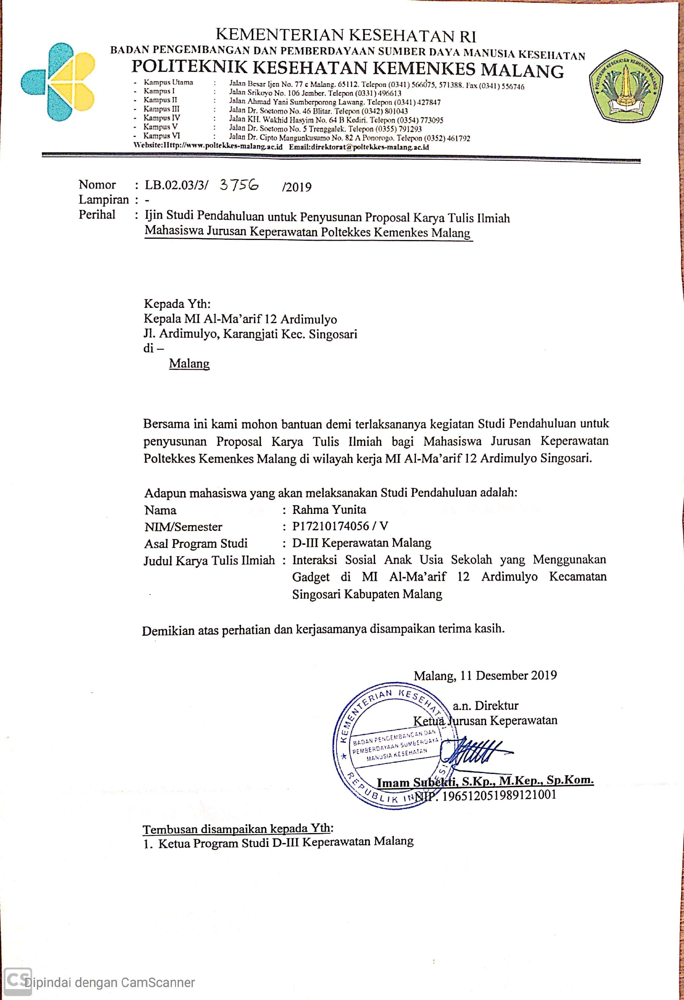 KEMENTERIAN KESEHATAN RI
BADAN PENGEMBANGAN DAN PEMBERDAYAAN SUMBER DAYA MANUSIA KESEHATAN
POLITEKNIK KESEHATAN KEMENKES MALANG
- Kampus Utama : Jalan Besar Ijen No. 77 c Malang. 65112. Telepon (0341) 566075, 571388. Fax (0341) 556746
- Kampus I : Jalan Srikoyo No. 106 Jember. Telepon (0331) 496613
- Kampus II : Jalan Ahmad Yani Sumberporong Lawang. Telepon (0341) 427847
- Kampus III : Jalan Dr. Soetomo No. 46 Blitar. Telepon (0342) 801043
- Kampus IV : Jalan KH. Wakhid Hasyim No. 64 B Kediri. Telepon (0354) 773095
- Kampus V : Jalan Dr. Soetomo No. 5 Trenggalek. Telepon (0355) 791293
- Kampus VI : Jalan Dr. Cipto Mangunkusumo No. 82 A Ponorogo. Telepon (0352) 461792
Website:Http://www.poltekkes-malang.ac.id Email:direktorat@poltekkes-malang.ac.id
POLITEKNIK KESEHATAN KEMENKES MALANG
Nomor : LB.02.03/3/ 3756 /2019
Lampiran : -
Perihal : Ijin Studi Pendahuluan untuk Penyusunan Proposal Karya Tulis Ilmiah
Mahasiswa Jurusan Keperawatan Poltekkes Kemenkes Malang
Kepada Yth:
Kepala MI Al-Ma'arif 12 Ardimulyo
Jl. Ardimulyo, Karangjati Kec. Singosari
di –
Malang
Bersama ini kami mohon bantuan demi terlaksananya kegiatan Studi Pendahuluan untuk
penyusunan Proposal Karya Tulis Ilmiah bagi Mahasiswa Jurusan Keperawatan
Poltekkes Kemenkes Malang di wilayah kerja MI Al-Ma'arif 12 Ardimulyo Singosari.
Adapun mahasiswa yang akan melaksanakan Studi Pendahuluan adalah:
Nama : Rahma Yunita
NIM/Semester : P17210174056 / V
Asal Program Studi : D-III Keperawatan Malang
Judul Karya Tulis Ilmiah : Interaksi Sosial Anak Usia Sekolah yang Menggunakan
Gadget di MI Al-Ma'arif 12 Ardimulyo Kecamatan
Singosari Kabupaten Malang
Demikian atas perhatian dan kerjasamanya disampaikan terima kasih.
Malang, 11 Desember 2019
a.n. Direktur
Ketua Jurusan Keperawatan
KEMENTERIAN KESEHATAN
BADAN PENGEMBANGAN DAN
PEMBERDAYAAN SUMBERDAYA
MANUSIA KESEHATAN
REPUBLIK INDONESIA
Imam Subekti, S.Kp., M.Kep., Sp.Kom.
NIP. 196512051989121001
Tembusan disampaikan kepada Yth:
1. Ketua Program Studi D-III Keperawatan Malang
CS Dipindai dengan CamScanner